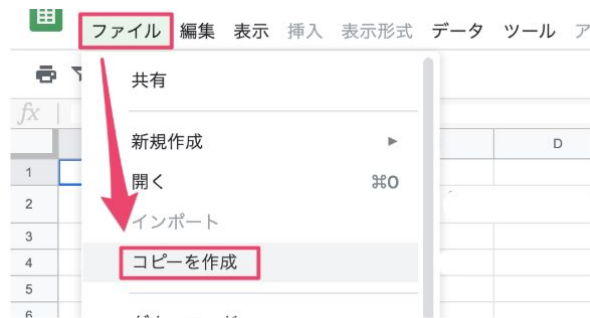 ファイル 編集 表示 挿入 表示形式 データ ツール ア
共有
fx
新規作成 ►
D
1
開く ⌘O
2
インポート
3
コピーを作成
4
5
6